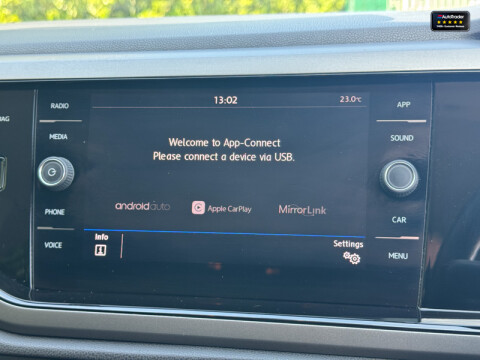 AutoTrader
RADIO
13:02
23.0°C
APP
MEDIA
SOUND
Welcome to App-Connect
Please connect a device via USB.
PHONE
androidauto
Apple CarPlay
MirrorLink
CAR
VOICE
Info
Settings
MENU